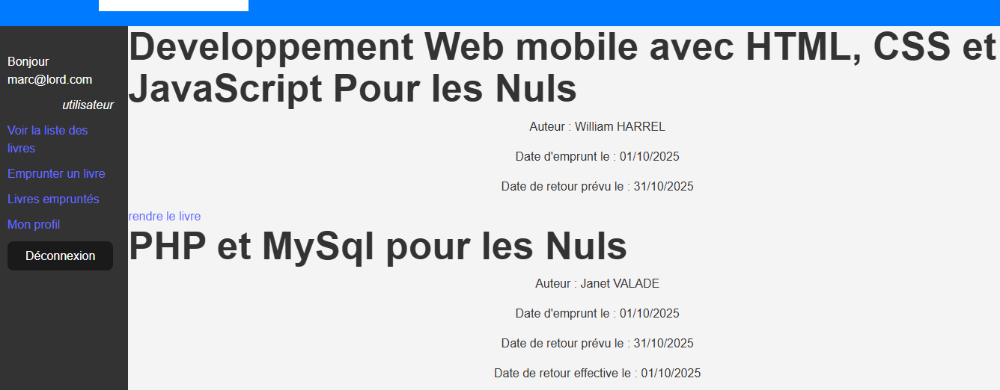 Bonjour
marc@lord.com
utilisateur
Voir la liste des
livres
Emprunter un livre
Livres empruntés
Mon profil
Déconnexion
Developpement Web mobile avec HTML, CSS et
JavaScript Pour les Nuls
Auteur : William HARREL
Date d'emprunt le : 01/10/2025
Date de retour prévu le : 31/10/2025
rendre le livre
PHP et MySql pour les Nuls
Auteur : Janet VALADE
Date d'emprunt le : 01/10/2025
Date de retour prévu le : 31/10/2025
Date de retour effective le : 01/10/2025